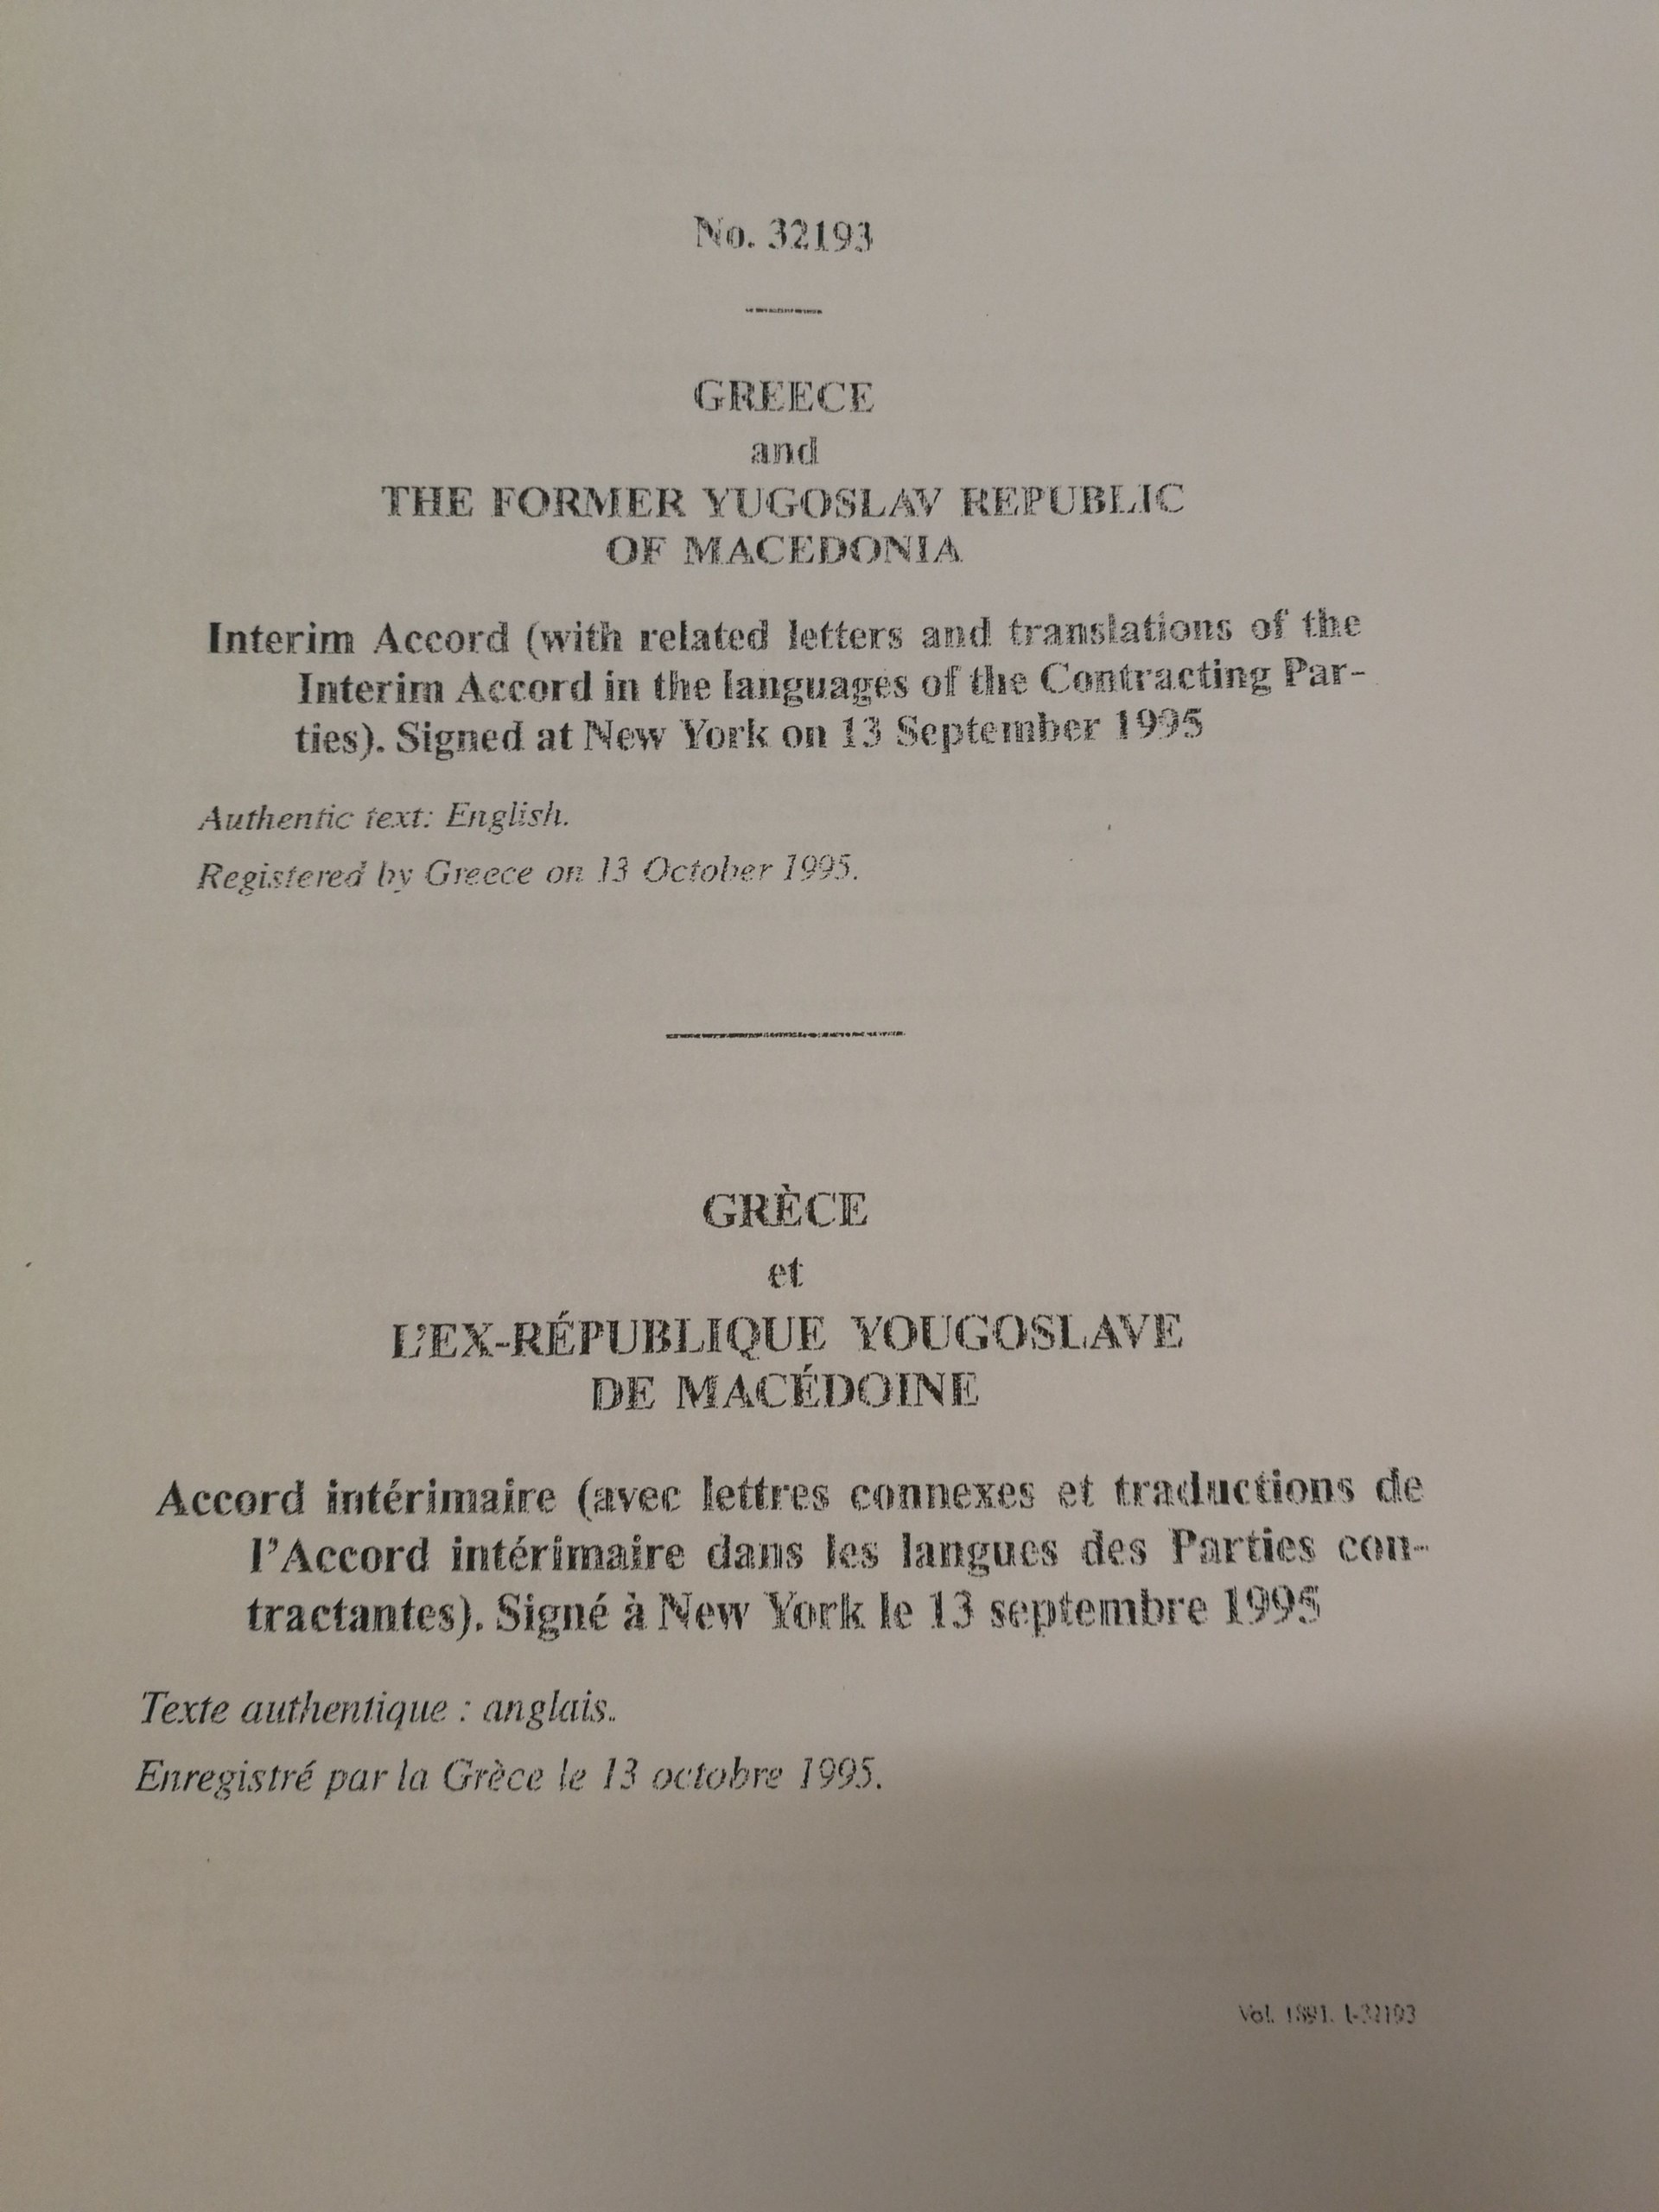 No. 32193
GREECE
and
THE FORMER YUGOSLAV REPUBLIC
OF MACEDONIA
Interim Accord (with related letters and translations of the
Interim Accord in the languages of the Contracting Par-
ties). Signed at New York on 13 September 1995
Authentic text: English.
Registered by Greece on 13 October 1995.
GRÈCE
et
L'EX-RÉPUBLIQUE YOUGOSLAVE
DE MACÉDOINE
Accord intérimaire (avec lettres connexes et traductions de
l'Accord intérimaire dans les langues des Parties con-
tractantes). Signé à New York le 13 septembre 1995
Texte authentique : anglais.
Enregistré par la Grèce le 13 octobre 1995.
Vol. 1891, I-32193